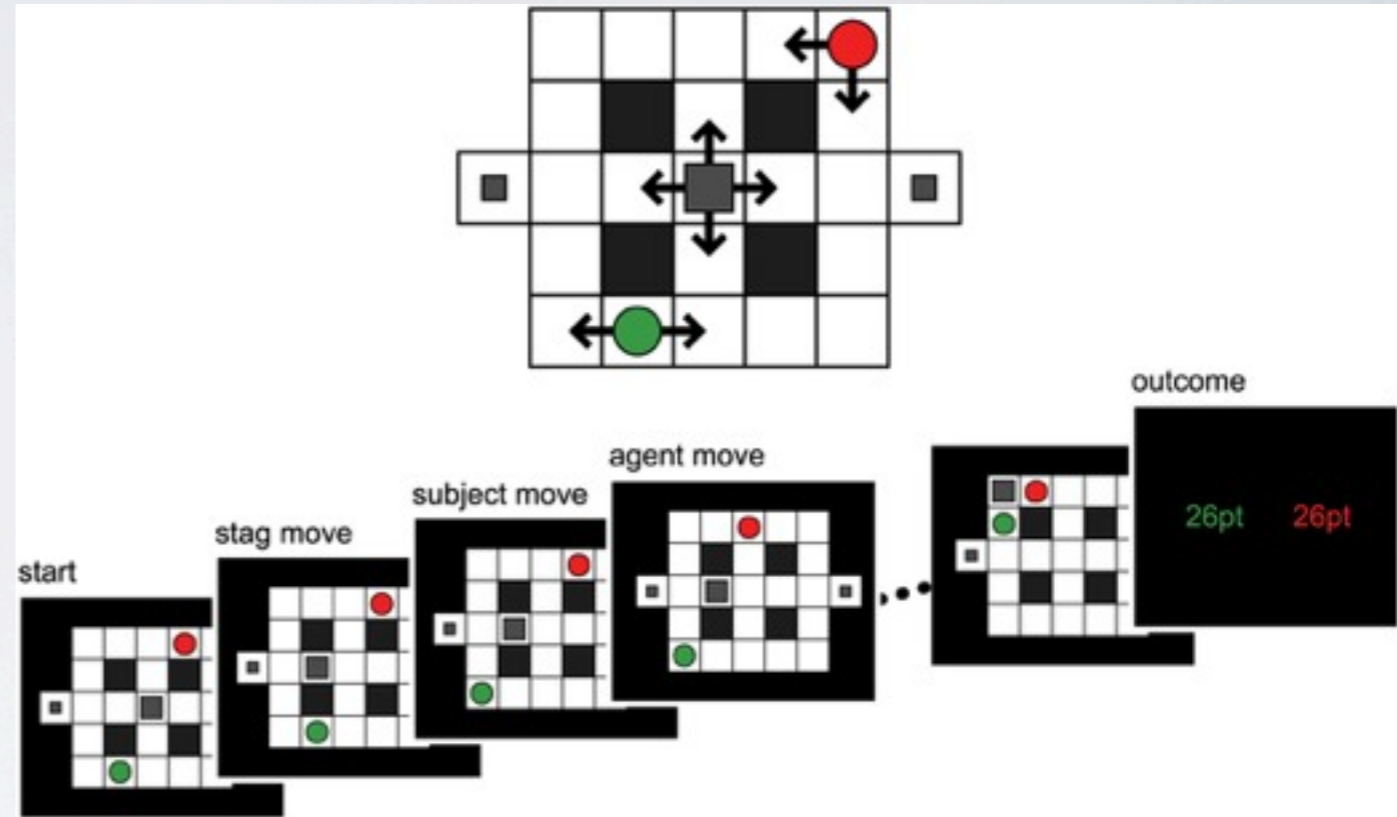 start
stag move
subject move
agent move
outcome
26pt 26pt